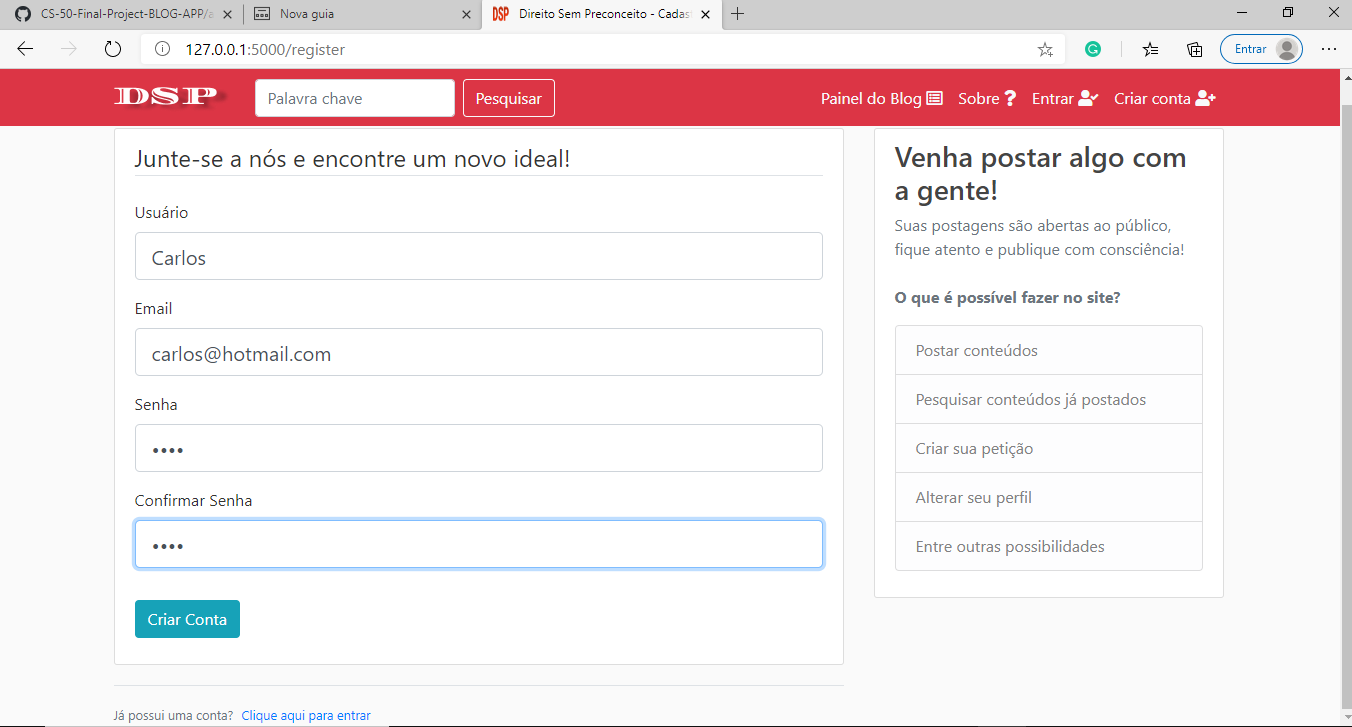 CS-50-Final-Project-BLOG-APP/a
Nova guia
DSP Direito Sem Preconceito - Cadas
127.0.0.1:5000/register
Entrar
DSP
Palavra chave
Pesquisar
Painel do Blog
Sobre
Entrar
Criar conta
Junte-se a nós e encontre um novo ideal!
Usuário
Carlos
Email
carlos@hotmail.com
Senha
••••
Confirmar Senha
••••
Criar Conta
Já possui uma conta? Clique aqui para entrar
Venha postar algo com
a gente!
Suas postagens são abertas ao público,
fique atento e publique com consciência!
O que é possível fazer no site?
Postar conteúdos
Pesquisar conteúdos já postados
Criar sua petição
Alterar seu perfil
Entre outras possibilidades